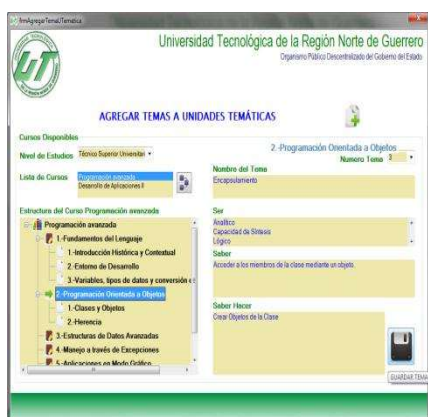 frmAgregarTemaUTematica
Universidad Tecnológica de la Región Norte de Guerrero
Organismo Público Descentralizado del Gobierno del Estado
AGREGAR TEMAS A UNIDADES TEMÁTICAS
Cursos Disponibles
Nivel de Estudios
Técnico Superior Universitari
Lista de Cursos
Programación avanzada
Desarrollo de Aplicaciones II
Estructura del Curso Programación avanzada
Programación avanzada
1.-Fundamentos del Lenguaje
1.-Introducción Histórica y Contextual
2.-Entorno de Desarrollo
3.-Variables, tipos de datos y conversión e
2.-Programación Orientada a Objetos
1.-Clases y Objetos
2.-Herencia
3.-Estructuras de Datos Avanzadas
4.-Manejo a través de Excepciones
5.-Aplicaciones en Modo Gráfico
2.-Programación Orientada a Objetos
Numero Tema 3
Nombre del Tema
Encapsulamiento
Ser
Analítico
Capacidad de Síntesis
Lógico
Saber
Acceder a los miembros de la clase mediante un objeto.
Saber Hacer
Crear Objetos de la Clase
GUARDAR TEMA